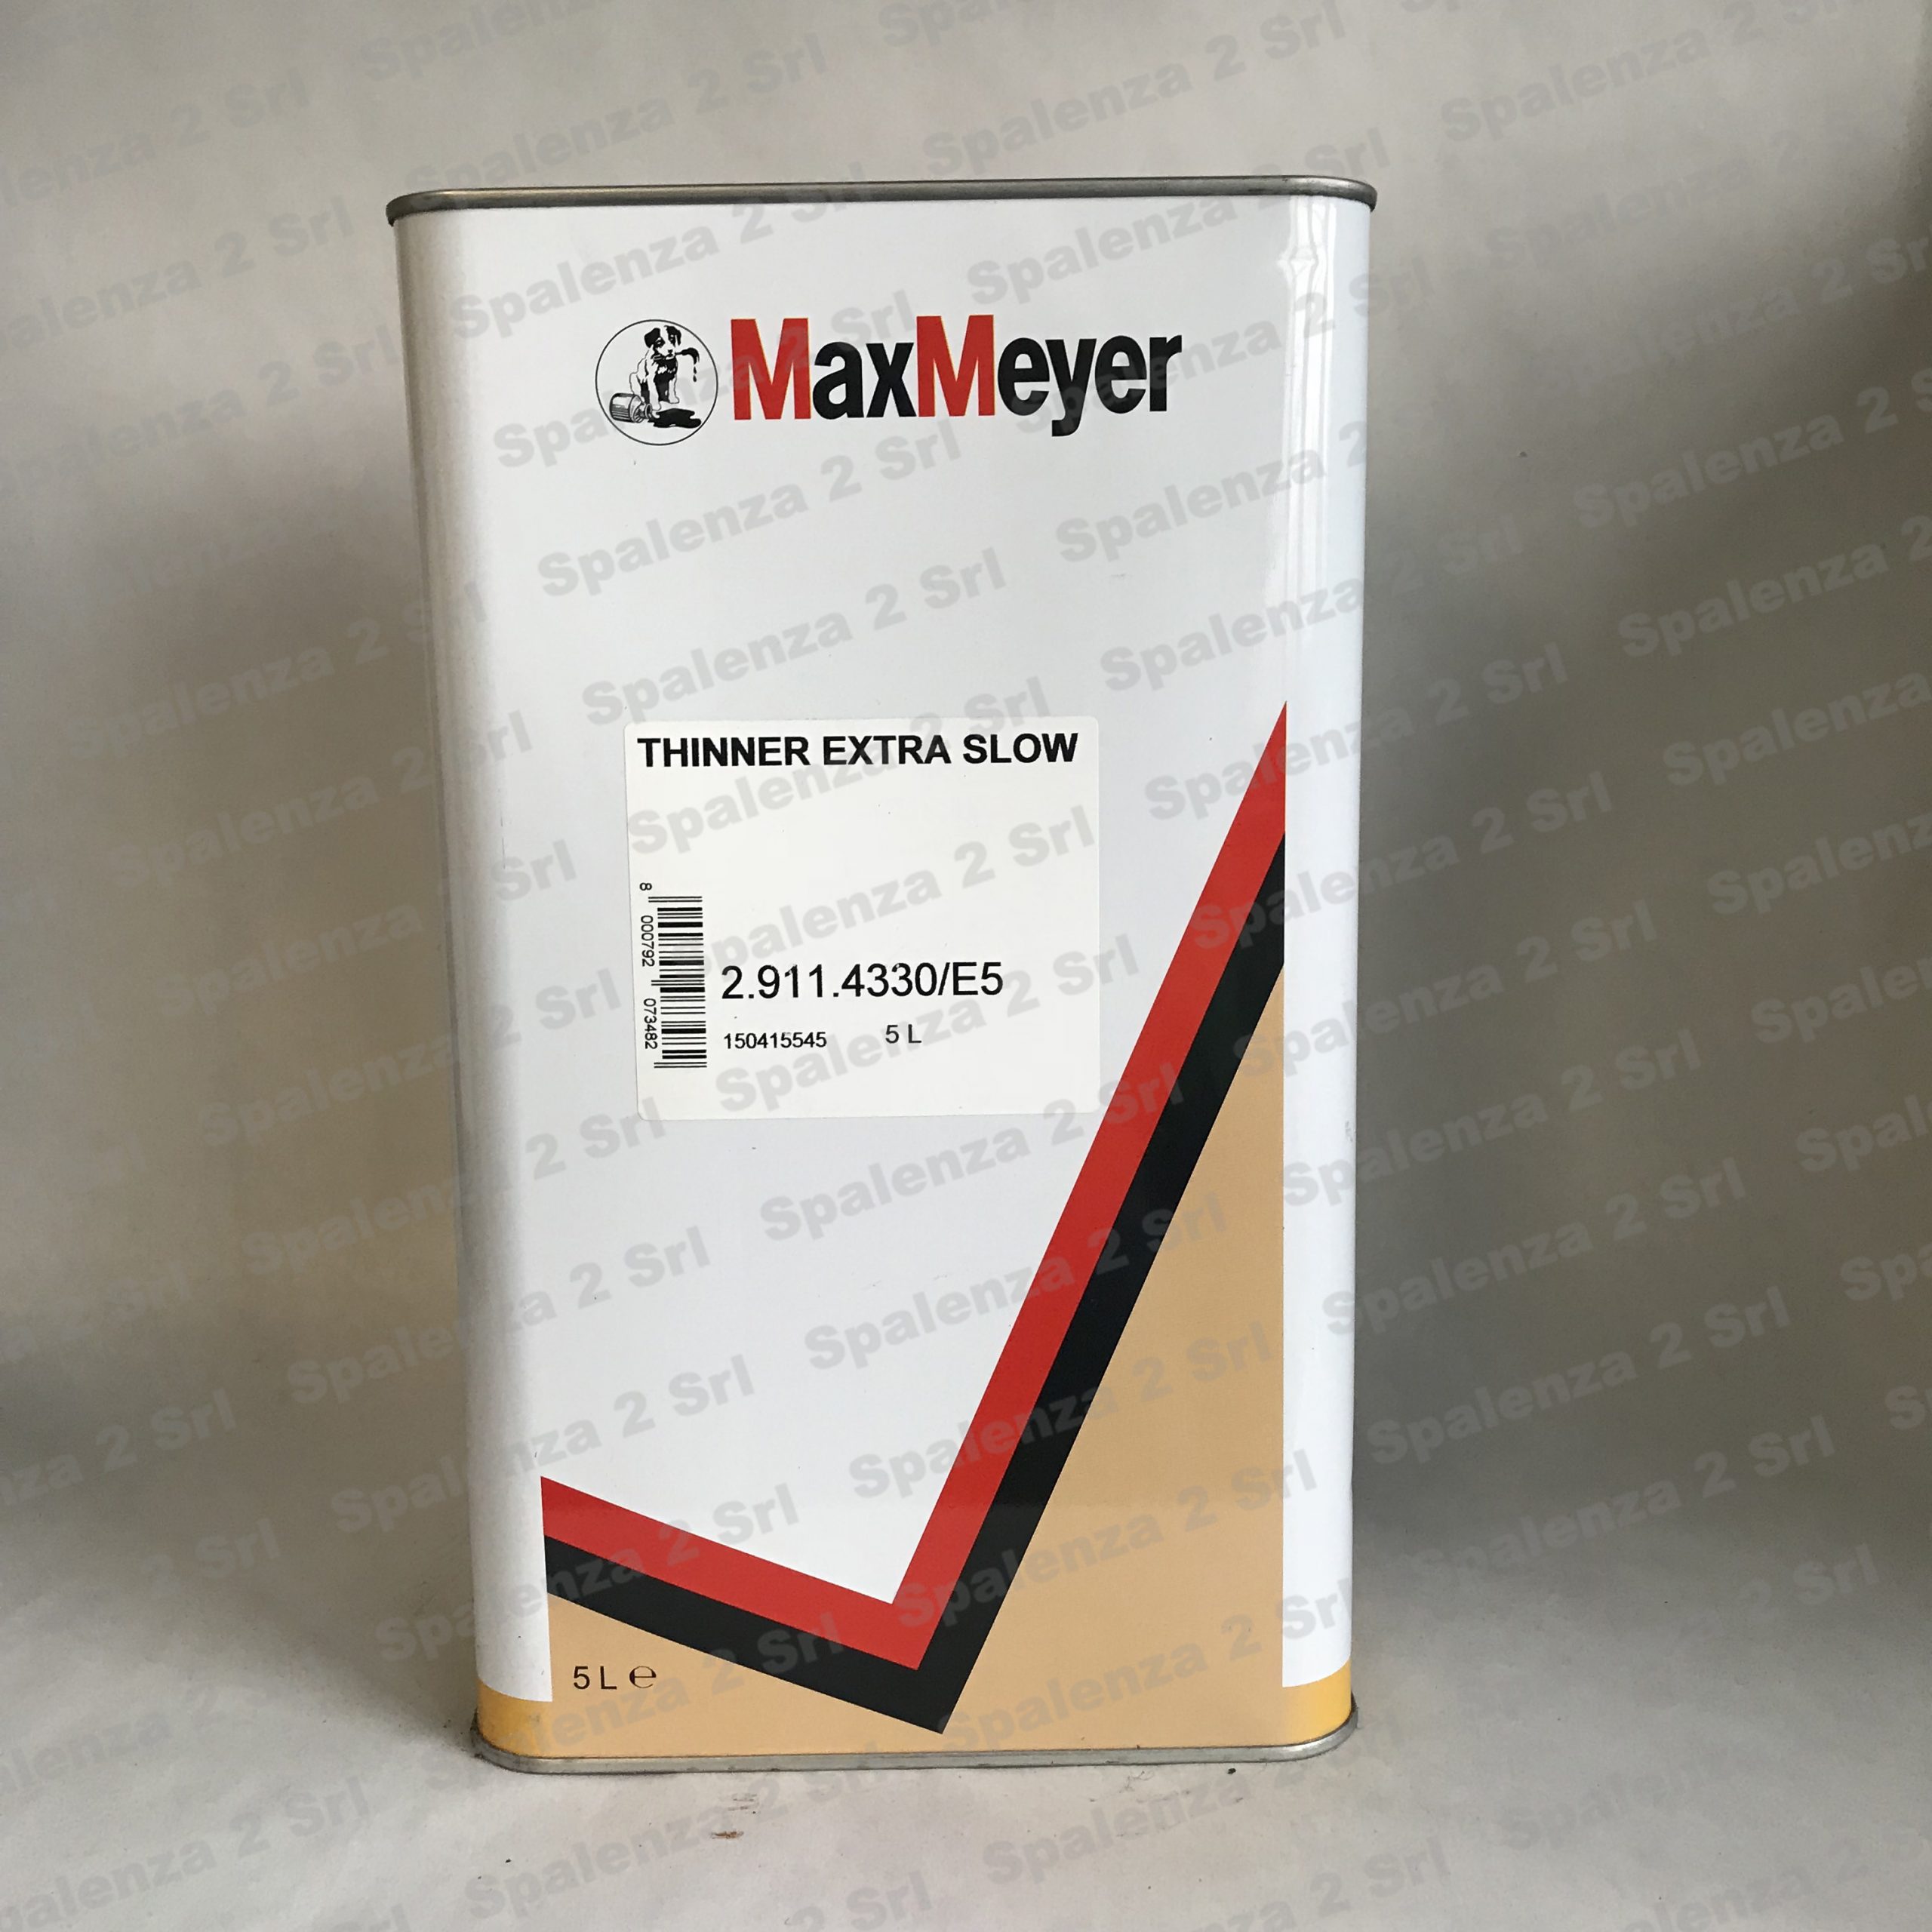 MaxMeyer
THINNER EXTRA SLOW
8 000792 073482
2.911.4330/E5
150415545 5 L
5 L ℮
Spalenza 2 Srl